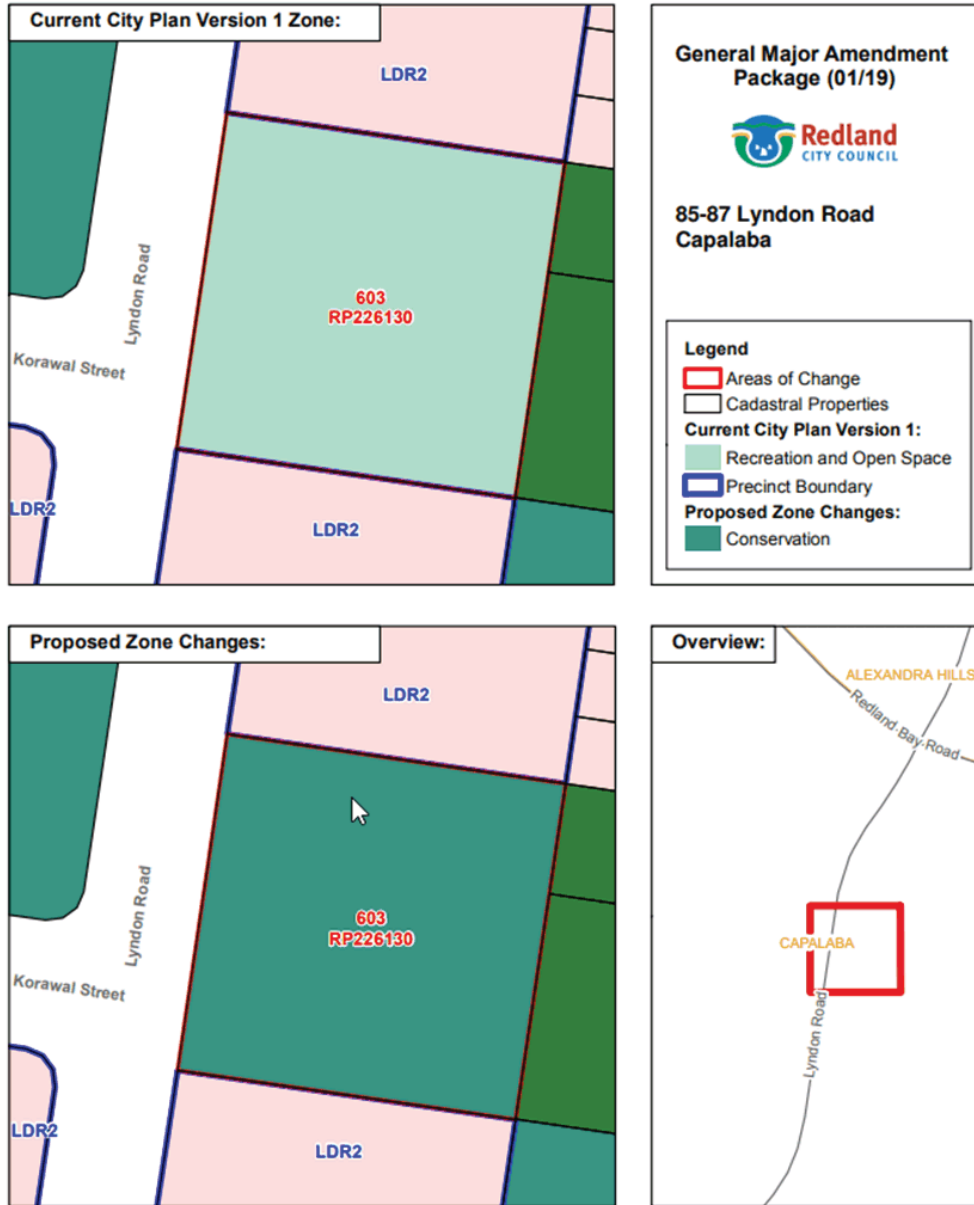 Current City Plan Version 1 Zone:
LDR2
Lyndon Road
603
RP226130
Korawal Street
LDR2
LDR2
General Major Amendment
Package (01/19)
Redland
CITY COUNCIL
85-87 Lyndon Road
Capalaba
Legend
Areas of Change
Cadastral Properties
Current City Plan Version 1:
Recreation and Open Space
Precinct Boundary
Proposed Zone Changes:
Conservation
Proposed Zone Changes:
LDR2
Lyndon Road
603
RP226130
Korawal Street
LDR2
LDR2
Overview:
ALEXANDRA HILLS
Redland-Bay-Road
CAPALABA
Lyndon Road